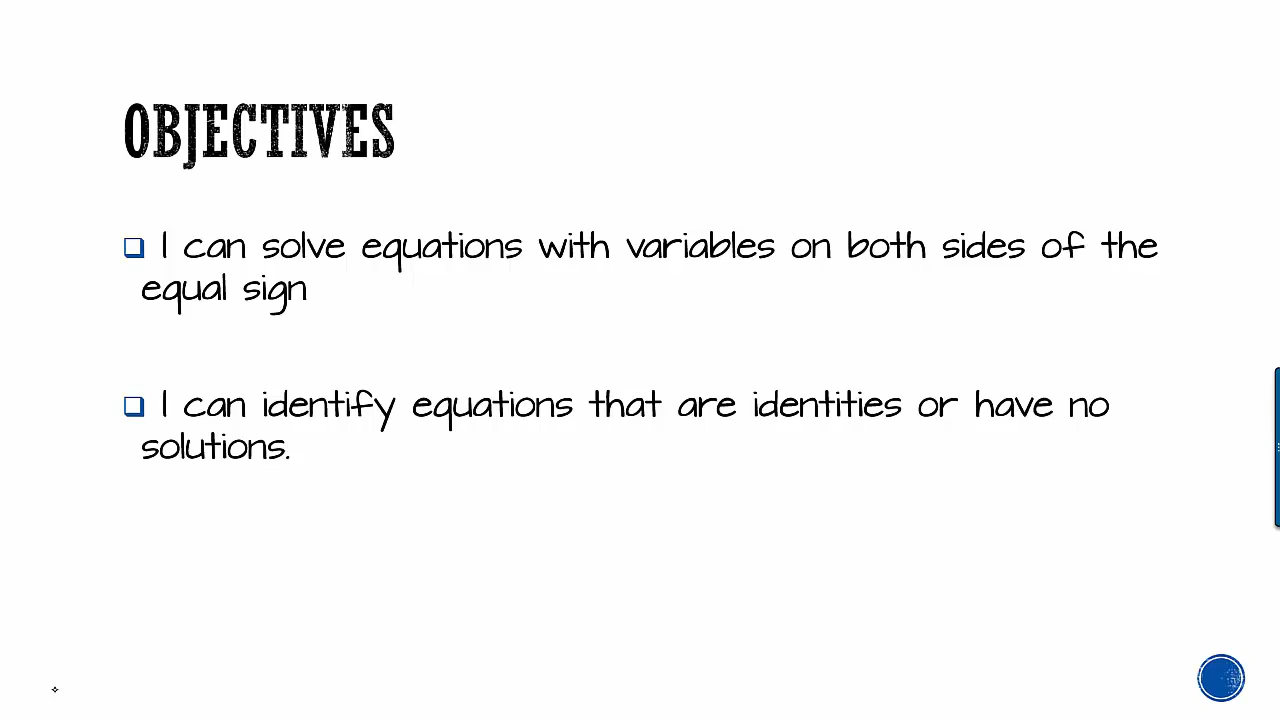 OBJECTIVES
I can solve equations with variables on both sides of the
equal sign
I can identify equations that are identities or have no
solutions.